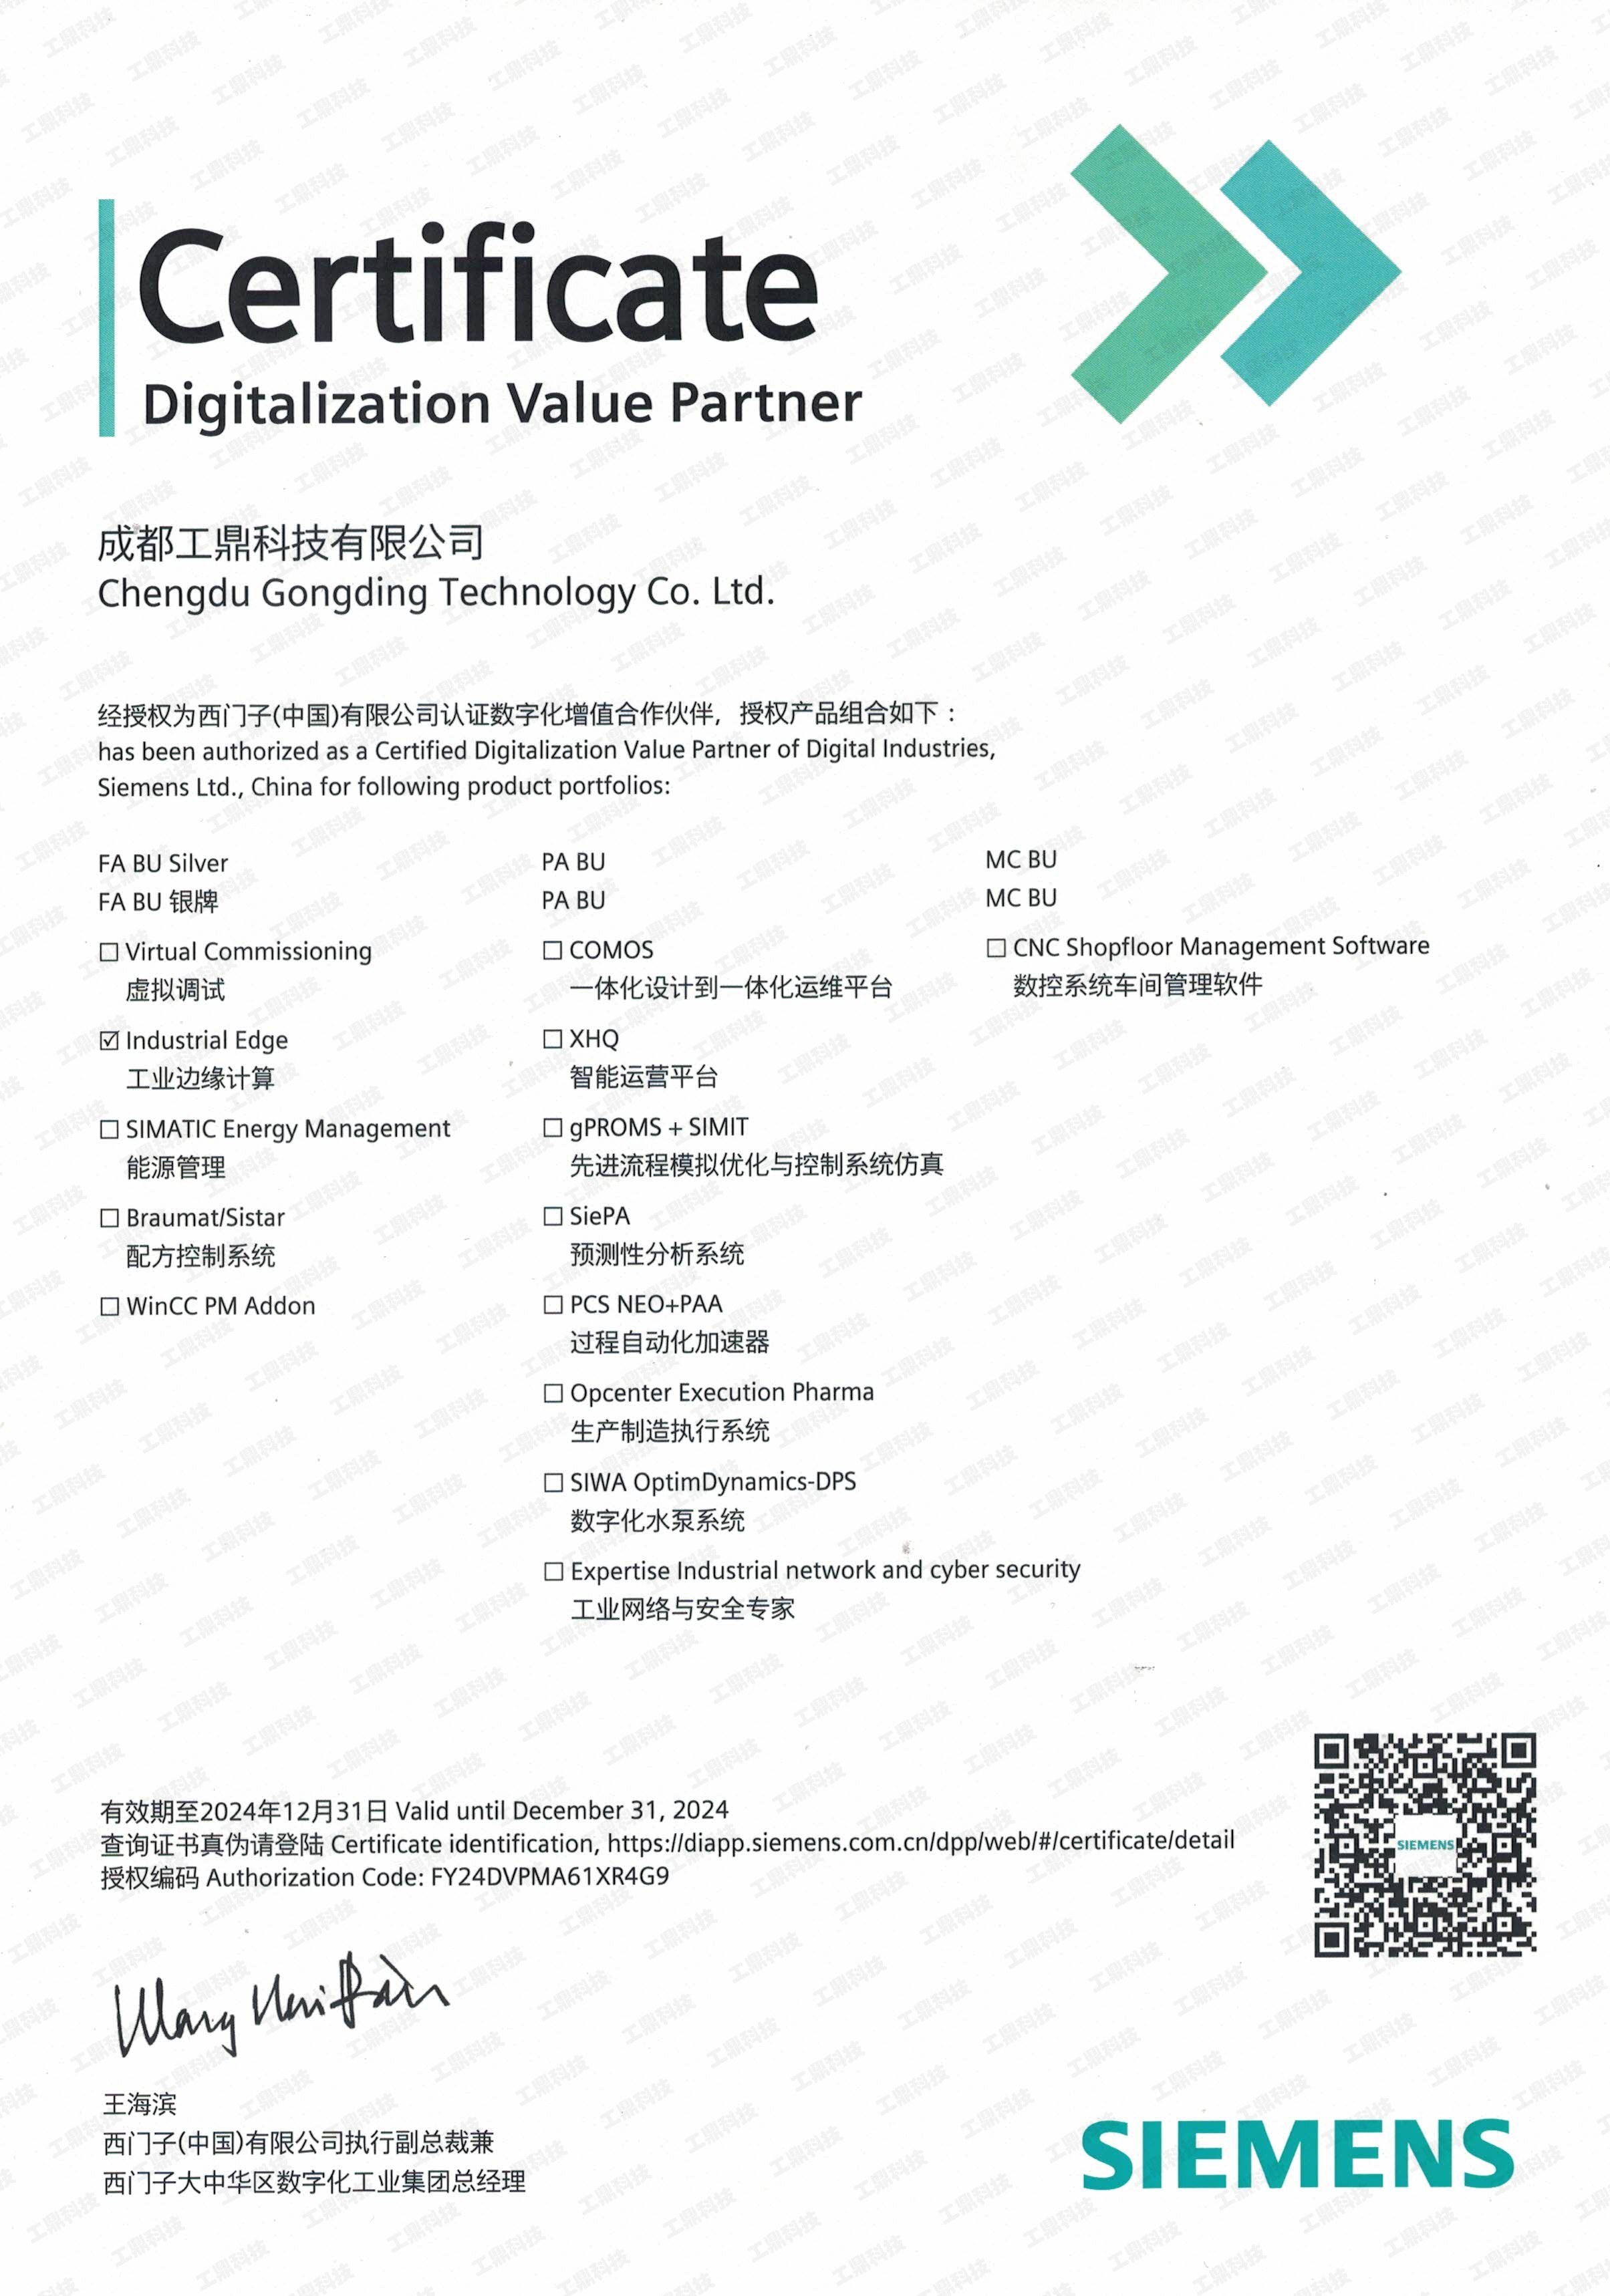 Certificate
Digitalization Value Partner
成都工鼎科技有限公司
Chengdu Gongding Technology Co. Ltd.
经授权为西门子(中国)有限公司认证数字化增值合作伙伴，授权产品组合如下：
has been authorized as a Certified Digitalization Value Partner of Digital Industries,
Siemens Ltd., China for following product portfolios:
FA BU Silver
FA BU 银牌
☐ Virtual Commissioning
虚拟调试
☑ Industrial Edge
工业边缘计算
☐ SIMATIC Energy Management
能源管理
☐ Braumat/Sistar
配方控制系统
☐ WinCC PM Addon
PA BU
PA BU
☐ COMOS
一体化设计到一体化运维平台
☐ XHQ
智能运营平台
☐ gPROMS + SIMIT
先进流程模拟优化与控制系统仿真
☐ SiePA
预测性分析系统
☐ PCS NEO+PAA
过程自动化加速器
☐ Opcenter Execution Pharma
生产制造执行系统
☐ SIWA OptimDynamics-DPS
数字化水泵系统
☐ Expertise Industrial network and cyber security
工业网络与安全专家
MC BU
MC BU
☐ CNC Shopfloor Management Software
数控系统车间管理软件
有效期至2024年12月31日 Valid until December 31, 2024
查询证书真伪请登陆 Certificate identification, https://diapp.siemens.com.cn/dpp/web/#/certificate/detail
授权编码 Authorization Code: FY24DVPMA61XR4G9
SIEMENS
Wang Haibin
王海滨
西门子(中国)有限公司执行副总裁兼
西门子大中华区数字化工业集团总经理
SIEMENS
工鼎科技